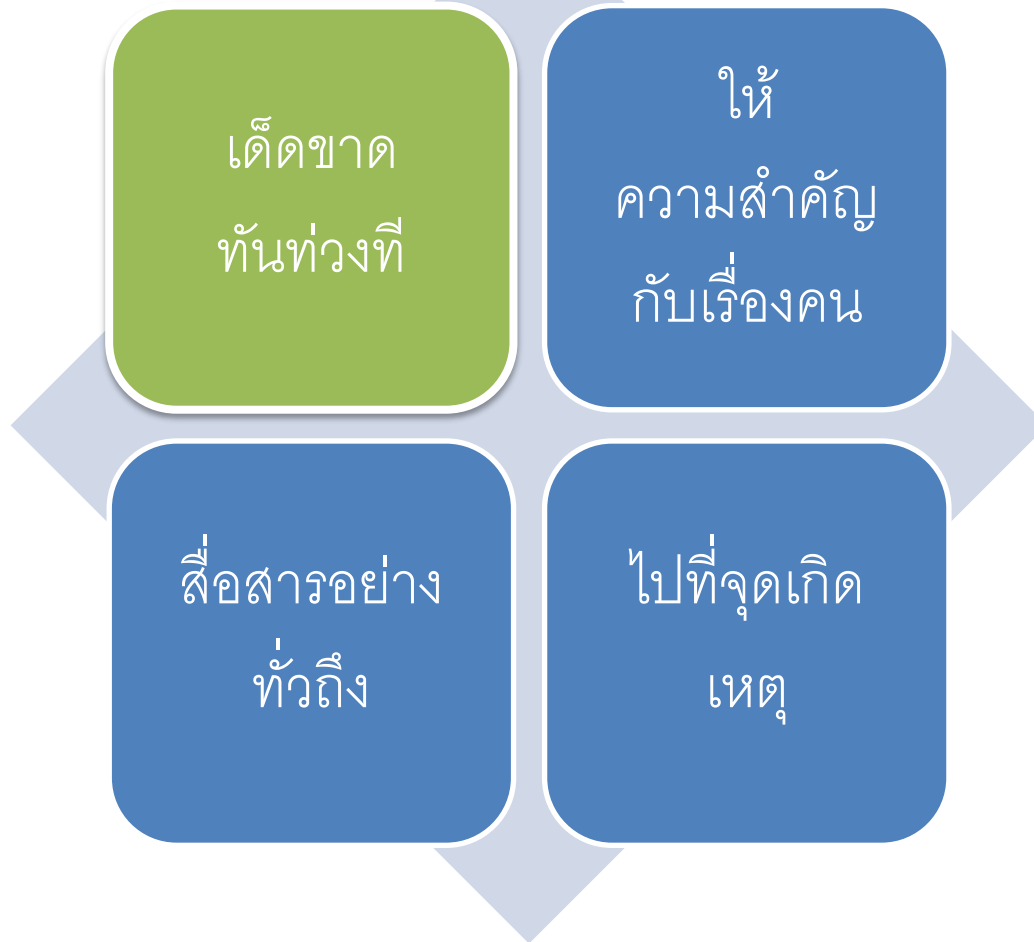 เด็ดขาด
ทันท่วงที
ให้
ความสำคัญ
กับเรื่องคน
สื่อสารอย่าง
ทั่วถึง
ไปที่จุดเกิด
เหตุ